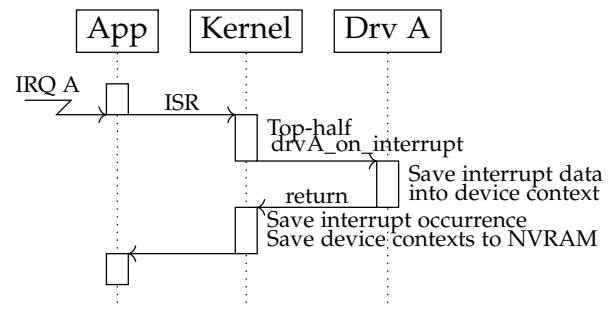 App Kernel Drv A
IRQ A
ISR
Top-half
drvA_on_interrupt
Save interrupt data
into device context
return
Save interrupt occurrence
Save device contexts to NVRAM